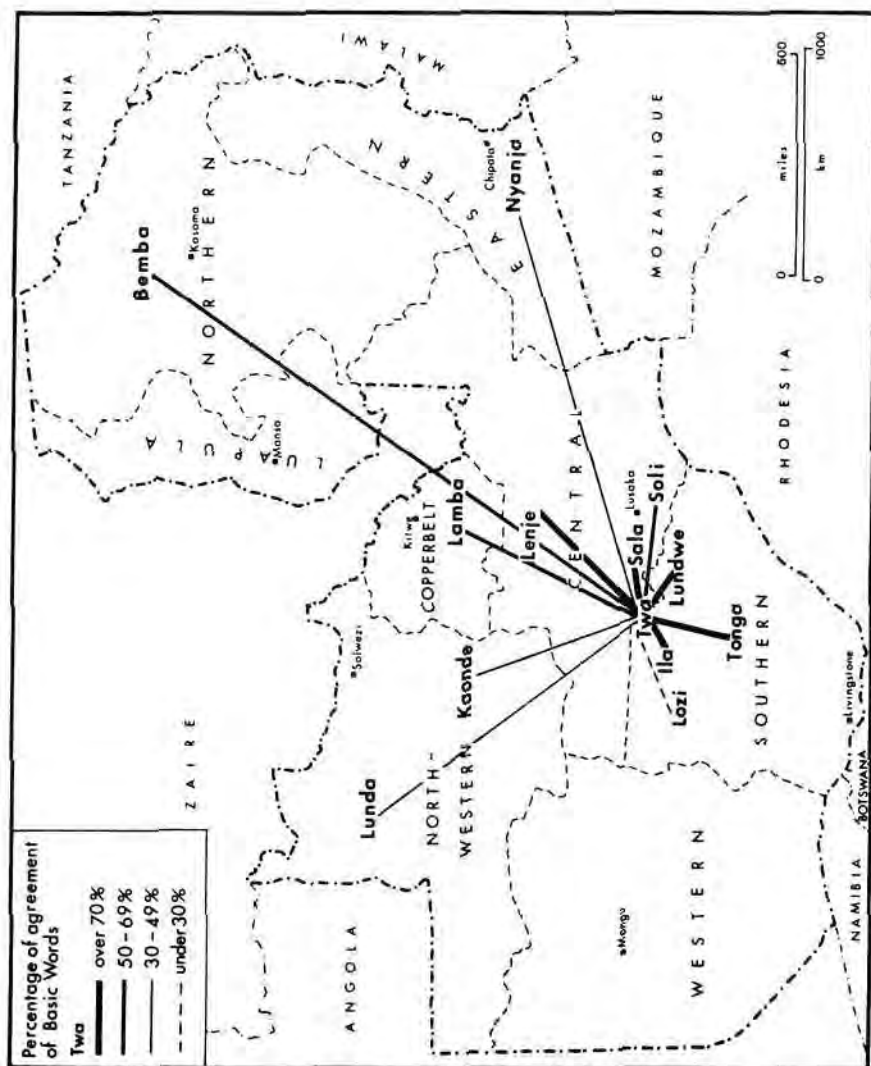 Percentage of agreement
of Basic Words
Twa
over 70%
50-69%
30-49%
under 30%
TANZANIA
MALAWI
ZAIRE
ANGOLA
NAMIBIA
BOTSWANA
RHODESIA
MOZAMBIQUE
NORTHERN
LUAPULA
EASTERN
COPPERBELT
CENTRAL
NORTH-
WESTERN
WESTERN
SOUTHERN
Bemba
Kasama
Mansa
Nyanja
Chipata
Kitwe
Lamba
Lenje
Solwezi
Kaonde
Lunda
Sala
Lusaka
Soli
Lundwe
Twa
Ila
Tonga
Lozi
Livingstone
Mongu
0 miles 600
0 km 1000